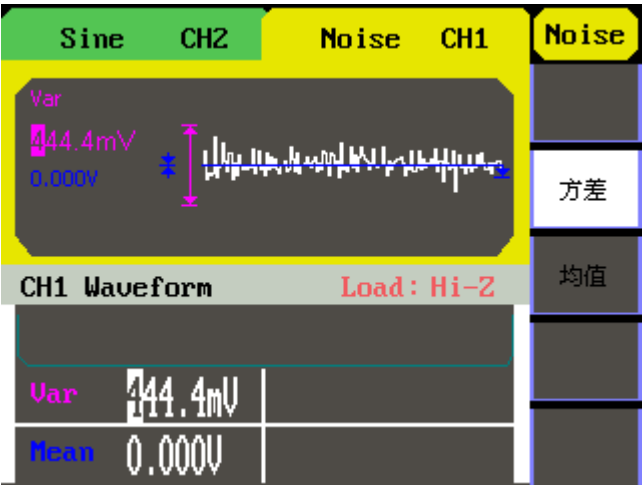 Sine CH2 Noise CH1 Noise
Var
444.4mV
0.000V
方差
均值
CH1 Waveform Load: Hi-Z
Var 444.4mV
Mean 0.000V